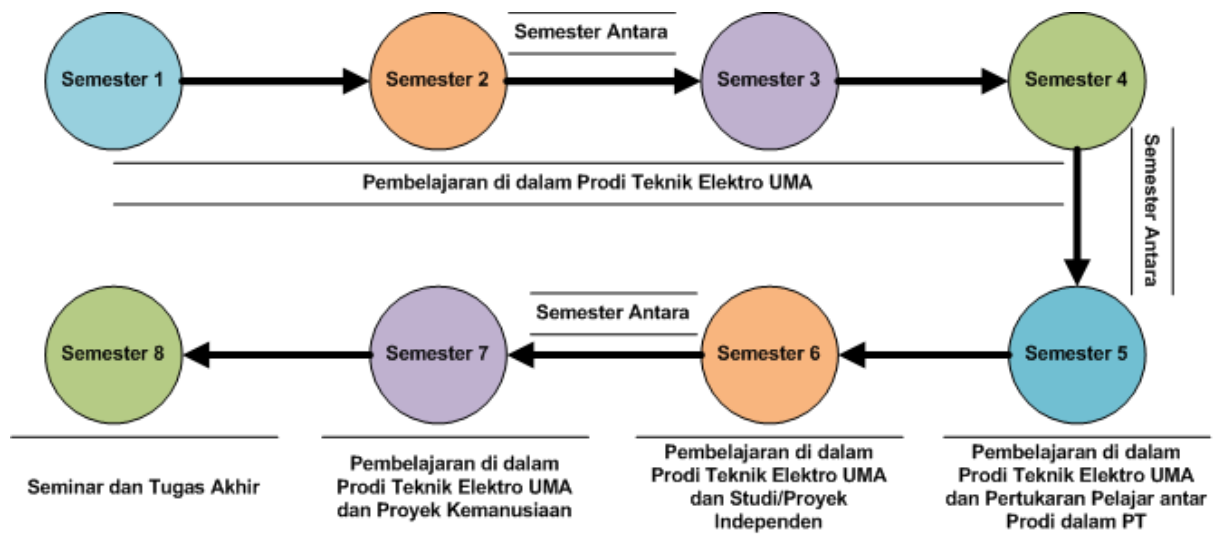 Semester 1
Semester 2
Semester Antara
Semester 3
Semester 4
Semester Antara
Pembelajaran di dalam Prodi Teknik Elektro UMA
Semester 8
Semester 7
Semester Antara
Semester 6
Semester 5
Seminar dan Tugas Akhir
Pembelajaran di dalam
Prodi Teknik Elektro UMA
dan Proyek Kemanusiaan
Pembelajaran di dalam
Prodi Teknik Elektro UMA
dan Studi/Proyek
Independen
Pembelajaran di dalam
Prodi Teknik Elektro UMA
dan Pertukaran Pelajar antar
Prodi dalam PT